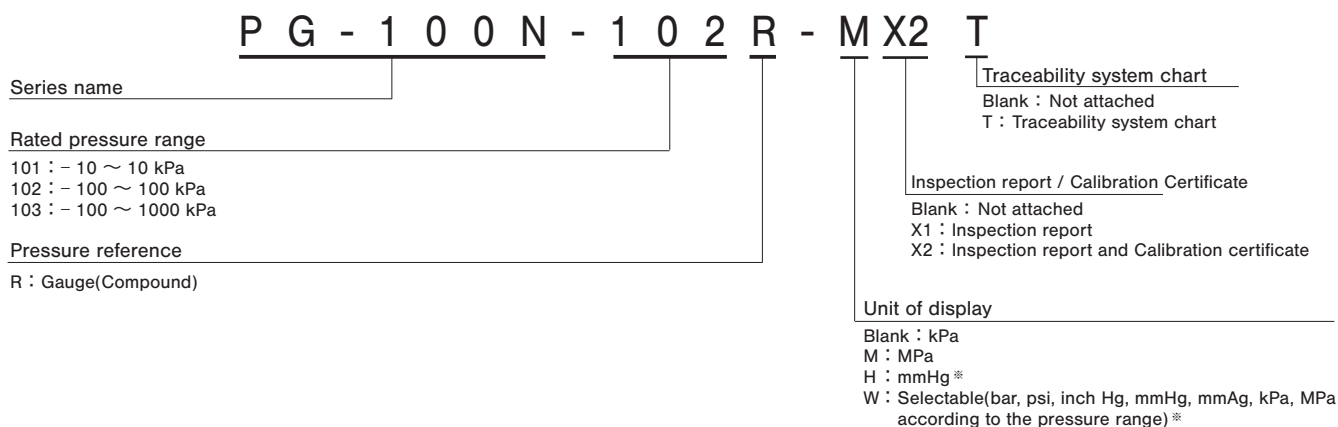 P G - 1 0 0 N - 1 0 2 R - M X2 T
Series name
Rated pressure range
101：− 10 ～ 10 kPa
102：− 100 ～ 100 kPa
103：− 100 ～ 1000 kPa
Pressure reference
R：Gauge(Compound)
Traceability system chart
Blank：Not attached
T：Traceability system chart
Inspection report / Calibration Certificate
Blank：Not attached
X1：Inspection report
X2：Inspection report and Calibration certificate
Unit of display
Blank：kPa
M：MPa
H：mmHg※
W：Selectable(bar, psi, inch Hg, mmHg, mmAg, kPa, MPa
according to the pressure range)※